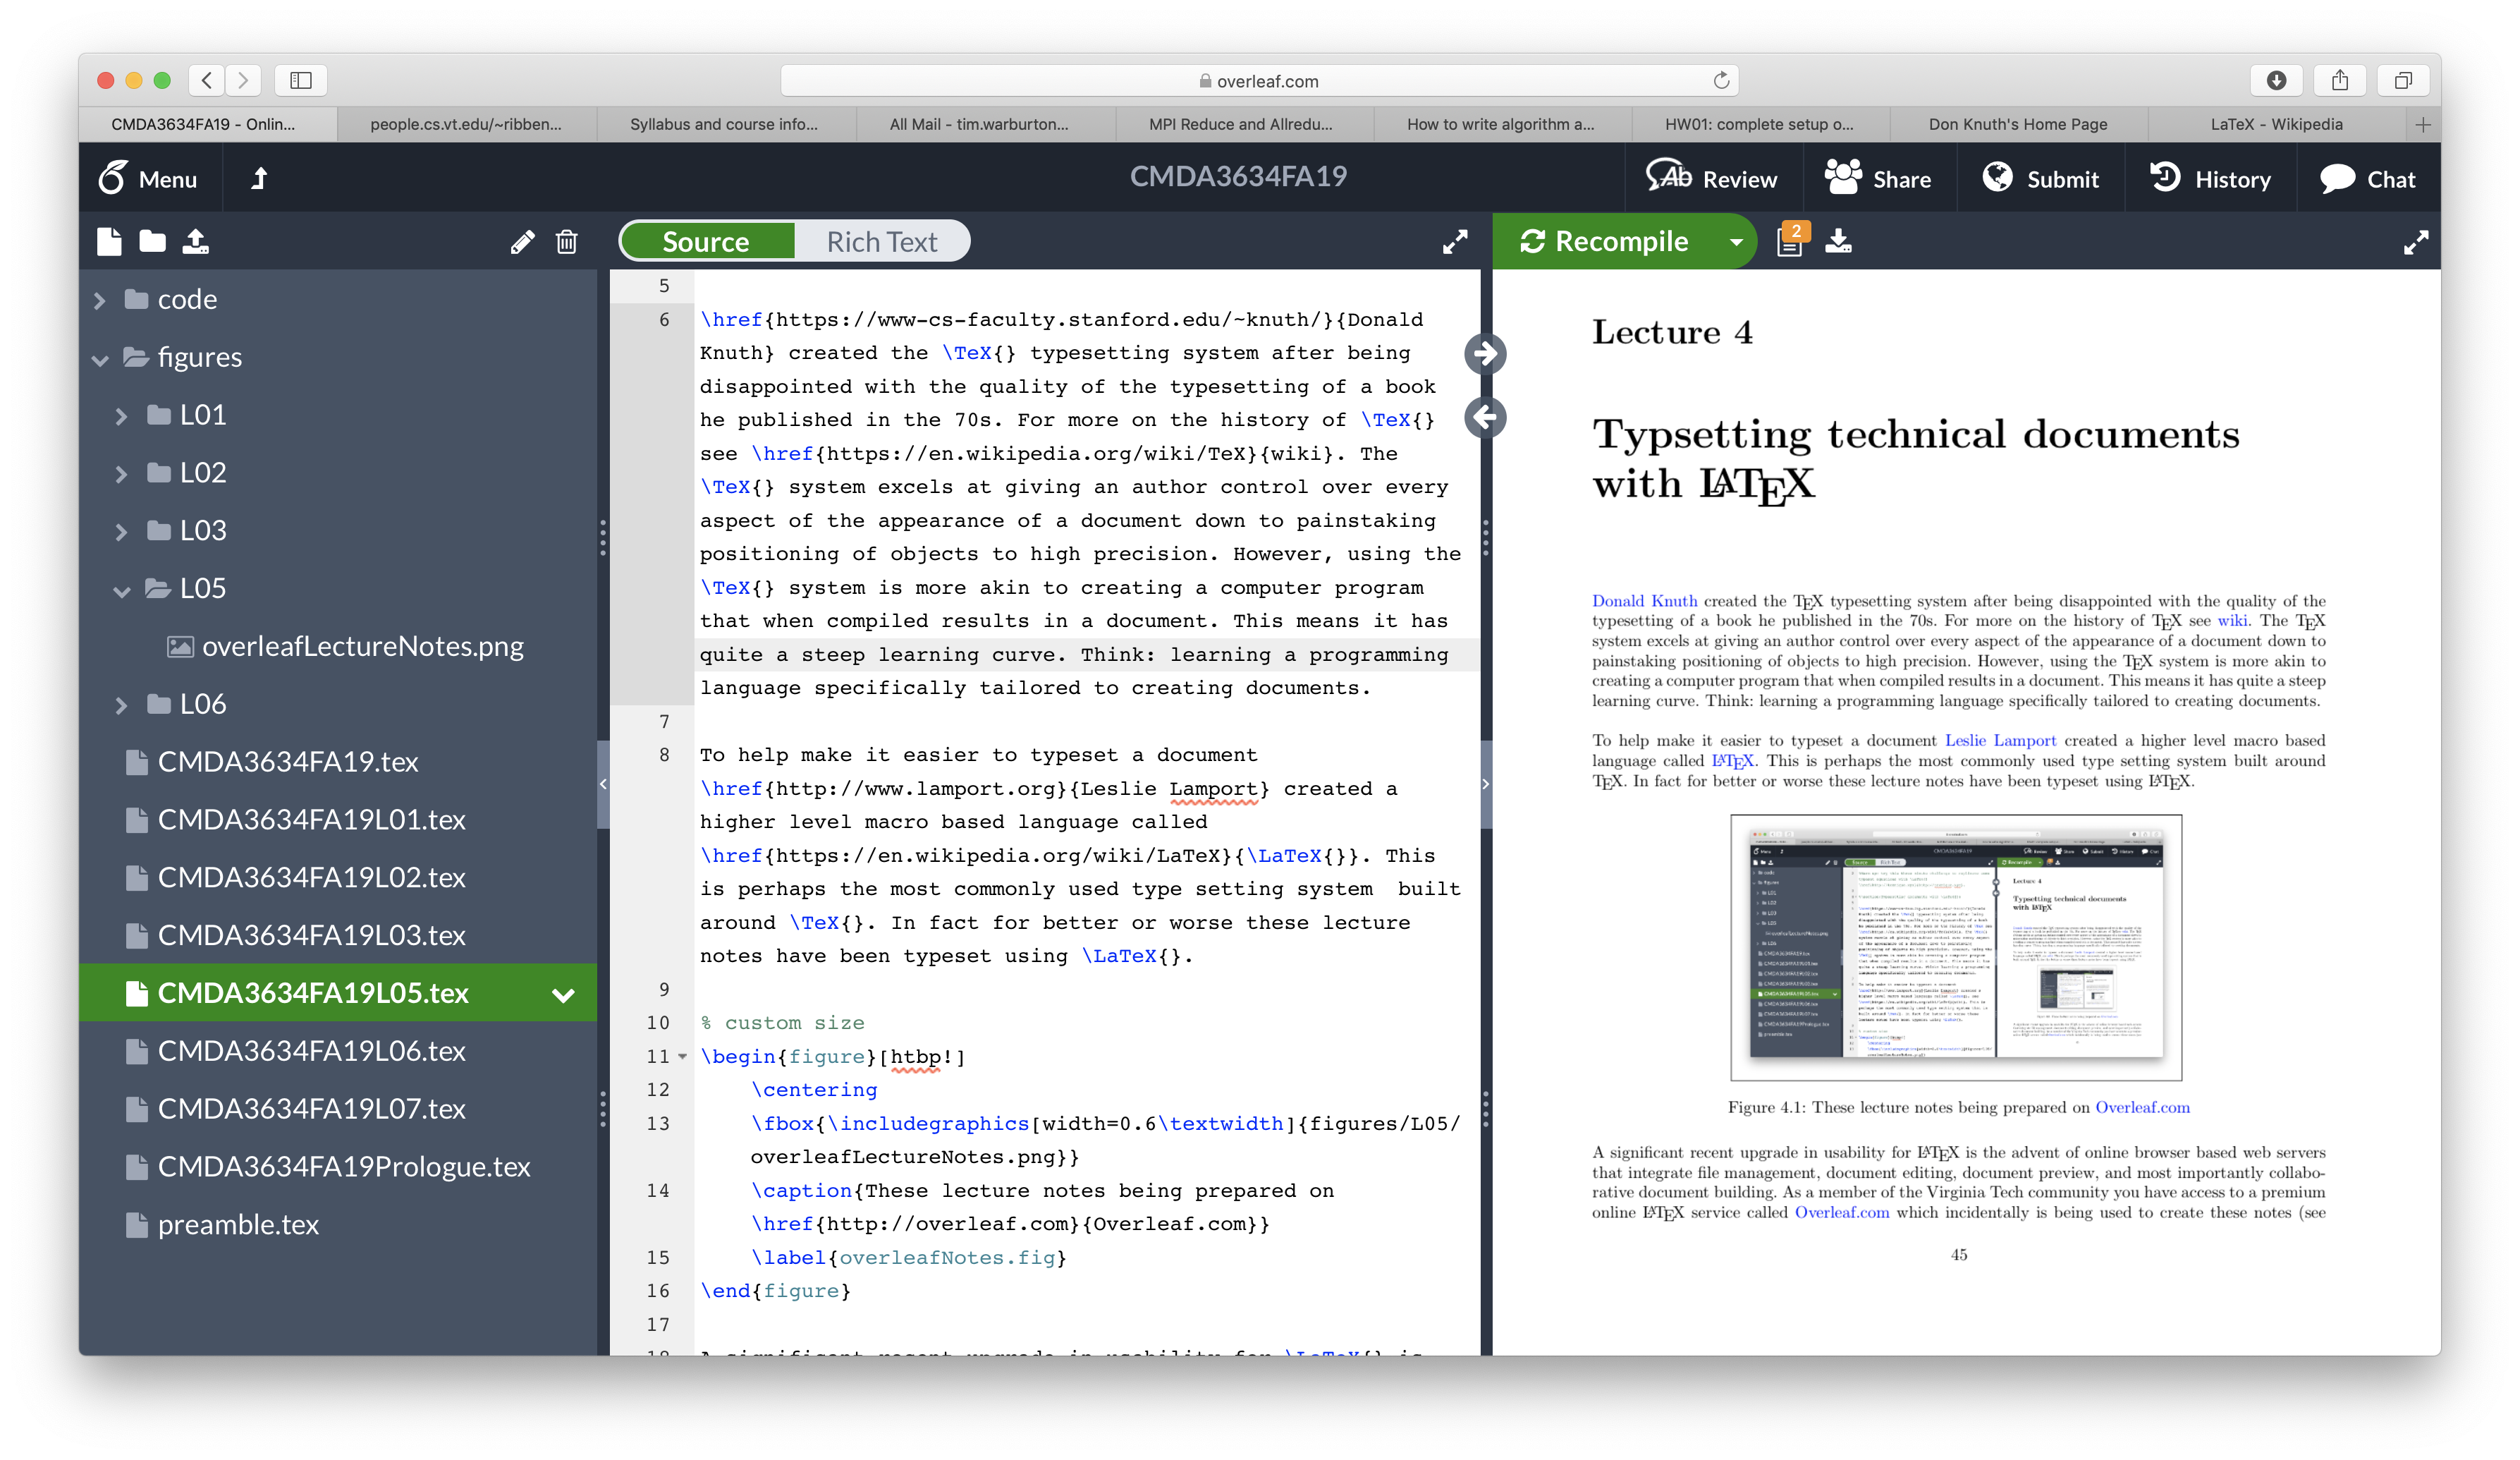 overleaf.com
CMDA3634FA19 - Onlin...
people.cs.vt.edu/~ribben...
Syllabus and course info...
All Mail - tim.warburton...
MPI Reduce and Allredu...
How to write algorithm a...
HW01: complete setup o...
Don Knuth's Home Page
LaTeX - Wikipedia
Menu
CMDA3634FA19
Review
Share
Submit
History
Chat
Source
Rich Text
Recompile
2
code
figures
L01
L02
L03
L05
overleafLectureNotes.png
L06
CMDA3634FA19.tex
CMDA3634FA19L01.tex
CMDA3634FA19L02.tex
CMDA3634FA19L03.tex
CMDA3634FA19L05.tex
CMDA3634FA19L06.tex
CMDA3634FA19L07.tex
CMDA3634FA19Prologue.tex
preamble.tex
5
6 \href{https://www-cs-faculty.stanford.edu/~knuth/}{Donald
Knuth} created the \TeX{} typesetting system after being
disappointed with the quality of the typesetting of a book
he published in the 70s. For more on the history of \TeX{}
see \href{https://en.wikipedia.org/wiki/TeX}{wiki}. The
\TeX{} system excels at giving an author control over every
aspect of the appearance of a document down to painstaking
positioning of objects to high precision. However, using the
\TeX{} system is more akin to creating a computer program
that when compiled results in a document. This means it has
quite a steep learning curve. Think: learning a programming
language specifically tailored to creating documents.
7
8 To help make it easier to typeset a document
\href{http://www.lamport.org}{Leslie Lamport} created a
higher level macro based language called
\href{https://en.wikipedia.org/wiki/LaTeX}{\LaTeX{}}. This
is perhaps the most commonly used type setting system  built
around \TeX{}. In fact for better or worse these lecture
notes have been typeset using \LaTeX{}.
9
10 % custom size
11 \begin{figure}[htbp!]
12 \centering
13 \fbox{\includegraphics[width=0.6\textwidth]{figures/L05/
overleafLectureNotes.png}}
14 \caption{These lecture notes being prepared on
\href{http://overleaf.com}{Overleaf.com}}
15 \label{overleafNotes.fig}
16 \end{figure}
17
18 A significant recent upgrade in usability for \LaTeX{} is
Lecture 4
Typsetting technical documents
with LATEX
Donald Knuth created the TEX typesetting system after being disappointed with the quality of the
typesetting of a book he published in the 70s. For more on the history of TEX see wiki. The TEX
system excels at giving an author control over every aspect of the appearance of a document down to
painstaking positioning of objects to high precision. However, using the TEX system is more akin to
creating a computer program that when compiled results in a document. This means it has quite a steep
learning curve. Think: learning a programming language specifically tailored to creating documents.
To help make it easier to typeset a document Leslie Lamport created a higher level macro based
language called LATEX. This is perhaps the most commonly used type setting system built around
TEX. In fact for better or worse these lecture notes have been typeset using LATEX.
Lecture 4
Typsetting technical documents
with LATEX
Figure 4.1: These lecture notes being prepared on Overleaf.com
A significant recent upgrade in usability for LATEX is the advent of online browser based web servers
that integrate file management, document editing, document preview, and most importantly collabo-
rative document building. As a member of the Virginia Tech community you have access to a premium
online LATEX service called Overleaf.com which incidentally is being used to create these notes (see
45